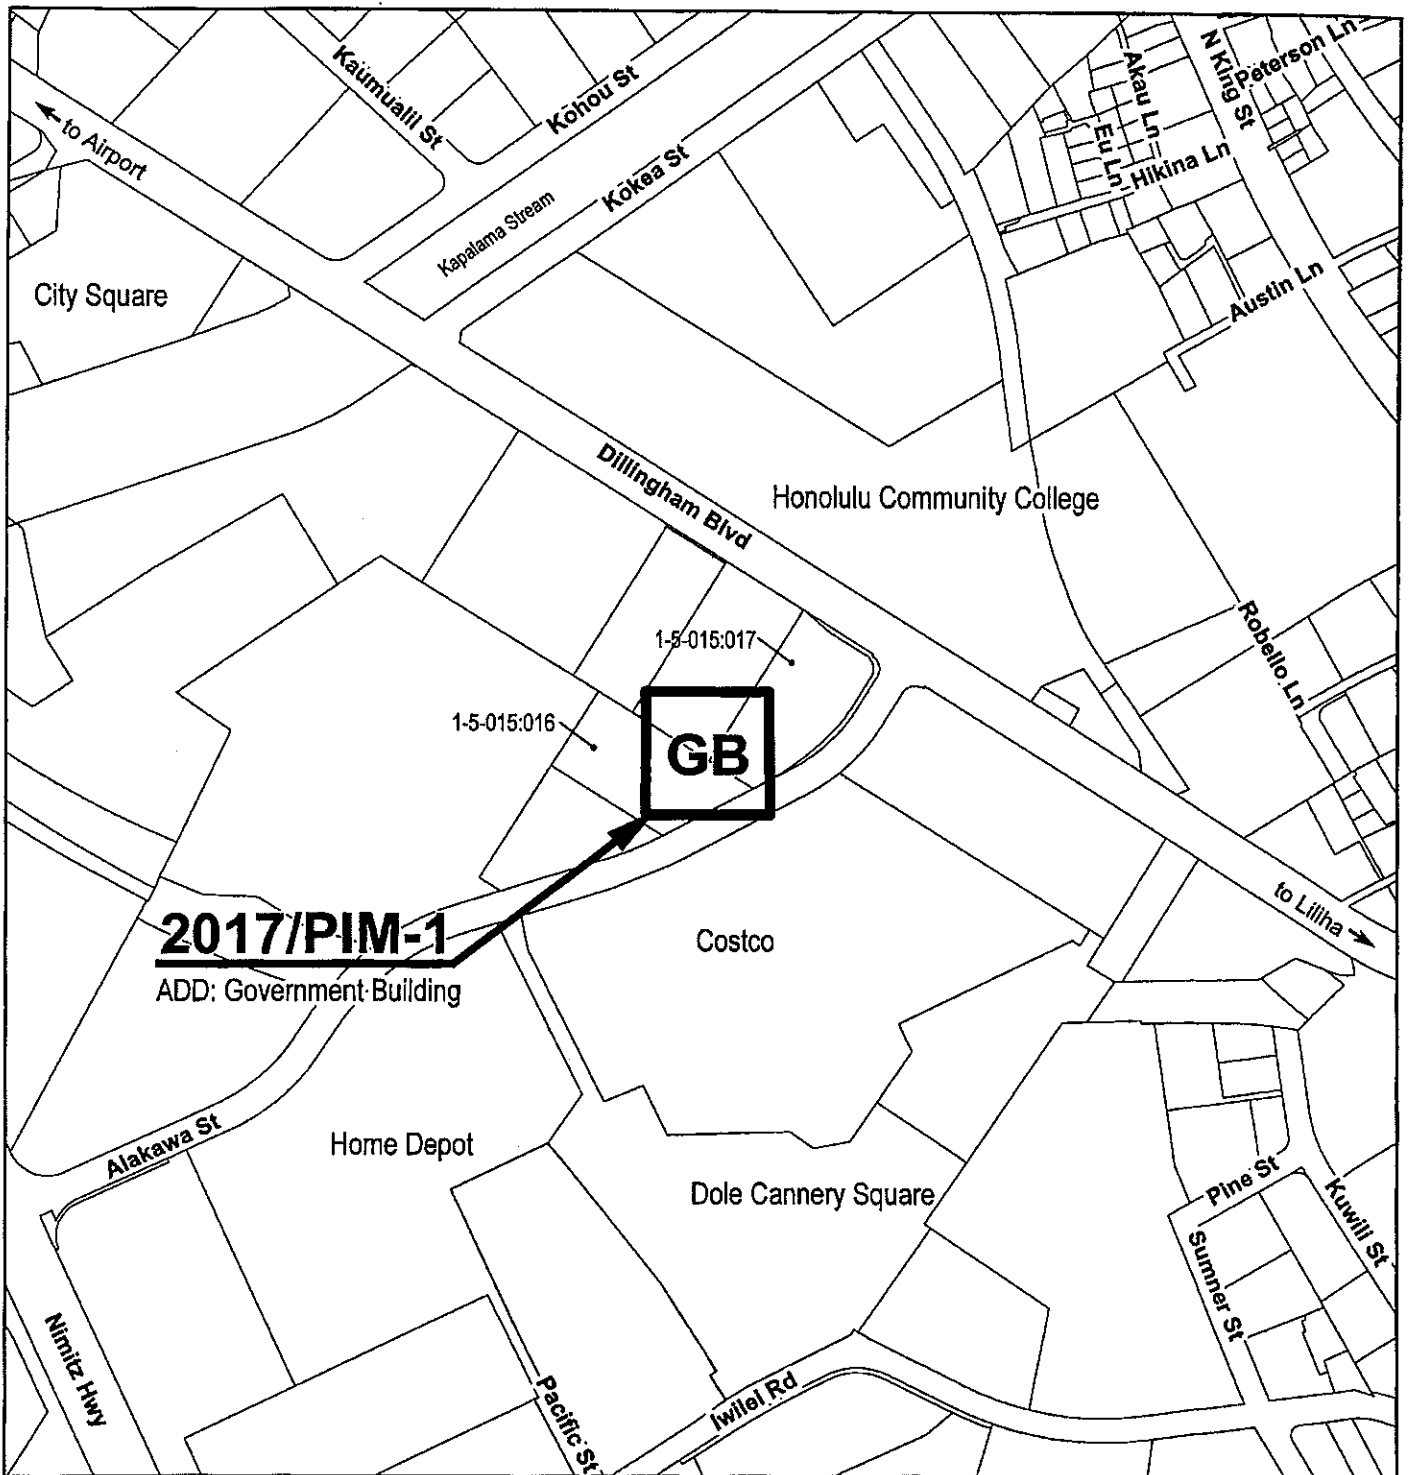 Kaumualii St
Kohou St
Kokea St
Kapalama Stream
← to Airport
City Square
Akau Ln
N King St
Peterson Ln
Eu Ln
Hikina Ln
Austin Ln
Dillingham Blvd
Honolulu Community College
Robello Ln
1-5-015:017
1-5-015:016
GB
2017/PIM-1
ADD: Government Building
Costco
to Liliha →
Alakawa St
Home Depot
Dole Cannery Square
Pine St
Kuwili St
Sumner St
Nimitz Hwy
Pacific St
Iwilei Rd